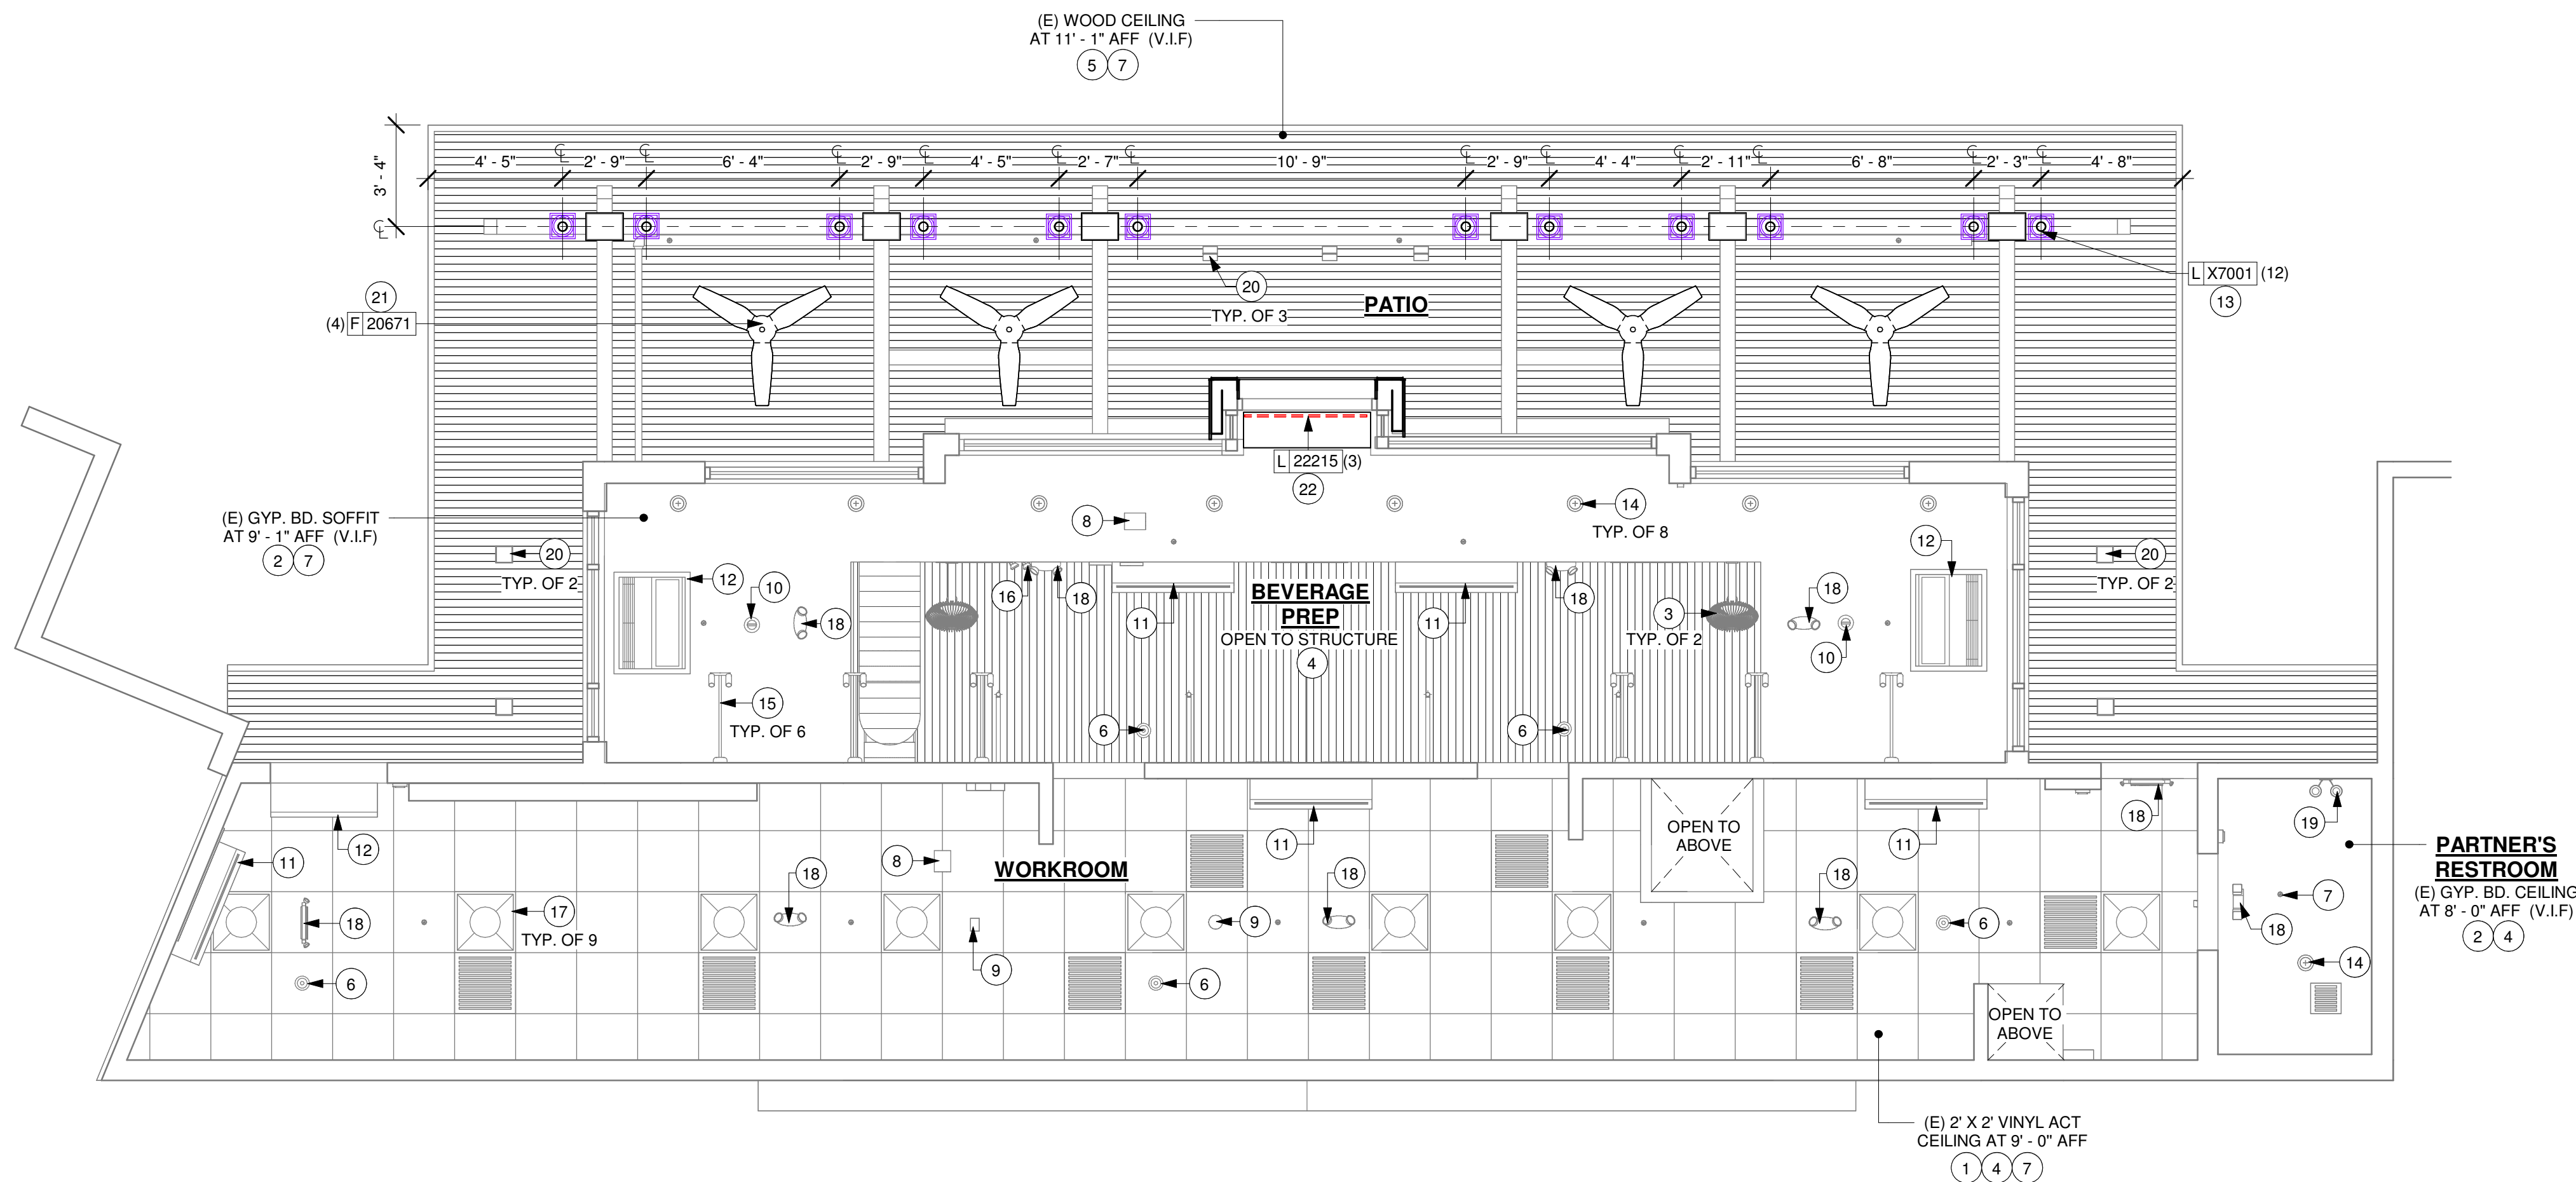 (E) WOOD CEILING
AT 11' - 1" AFF (V.I.F)
5 7
3' - 4"
4' - 5" 2' - 9" 6' - 4" 2' - 9" 4' - 5" 2' - 7" 10' - 9" 2' - 9" 4' - 4" 2' - 11" 6' - 8" 2' - 3" 4' - 8"
L X7001 (12)
13
21
(4) F 20671
20
TYP. OF 3
PATIO
L 22215 (3)
22
(E) GYP. BD. SOFFIT
AT 9' - 1" AFF (V.I.F)
2 7
8
14
TYP. OF 8
20
TYP. OF 2
12
10
18
16
18
11
BEVERAGE
PREP
OPEN TO STRUCTURE
4
11
18
3
TYP. OF 2
18
10
12
20
TYP. OF 2
15
TYP. OF 6
6
6
12
11
18
17
TYP. OF 9
6
18
8
WORKROOM
9
11
9
6
18
OPEN TO
ABOVE
11
18
6
18
19
7
18
14
PARTNER'S
RESTROOM
(E) GYP. BD. CEILING
AT 8' - 0" AFF (V.I.F)
2 4
OPEN TO
ABOVE
(E) 2' X 2' VINYL ACT
CEILING AT 9' - 0" AFF
1 4 7